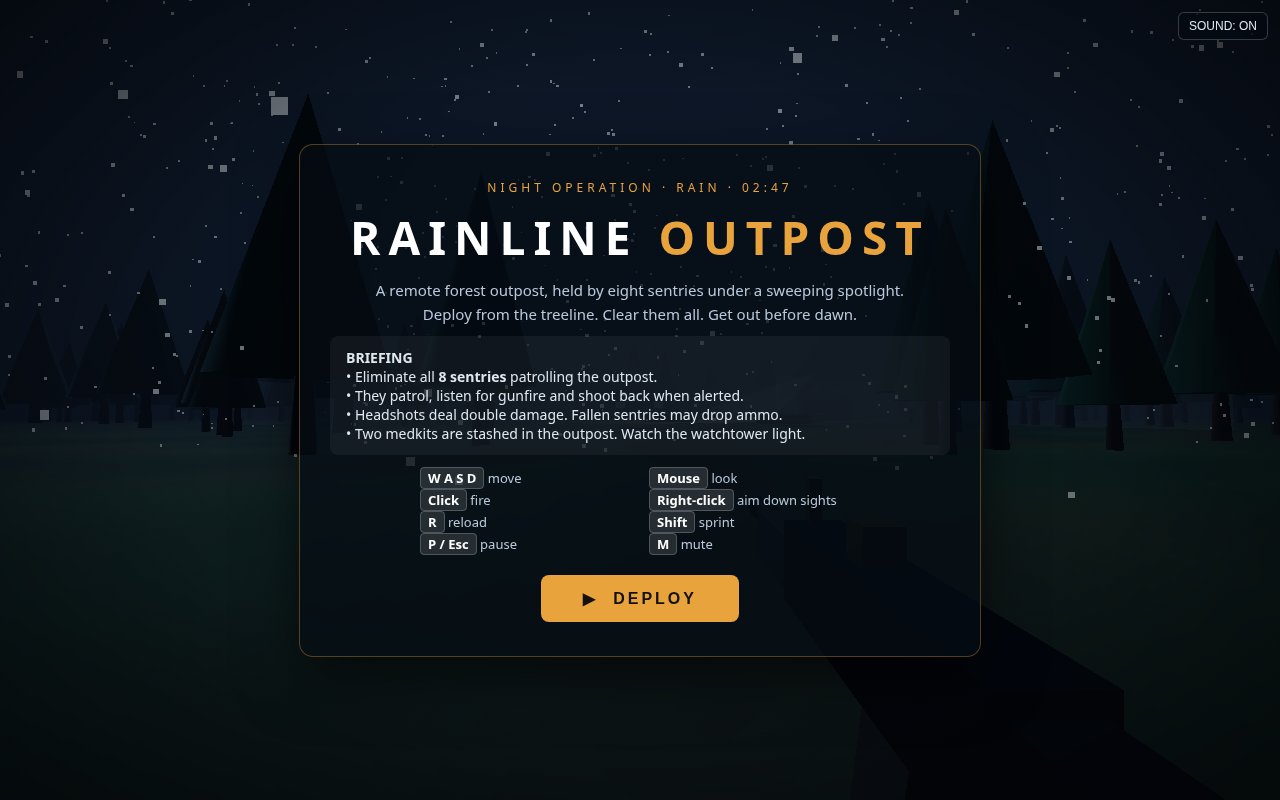 SOUND: ON
NIGHT OPERATION · RAIN · 02:47
RAINLINE OUTPOST
A remote forest outpost, held by eight sentries under a sweeping spotlight.
Deploy from the treeline. Clear them all. Get out before dawn.
BRIEFING
• Eliminate all 8 sentries patrolling the outpost.
• They patrol, listen for gunfire and shoot back when alerted.
• Headshots deal double damage. Fallen sentries may drop ammo.
• Two medkits are stashed in the outpost. Watch the watchtower light.
W A S D move
Mouse look
Click fire
Right-click aim down sights
R reload
Shift sprint
P / Esc pause
M mute
▶ DEPLOY